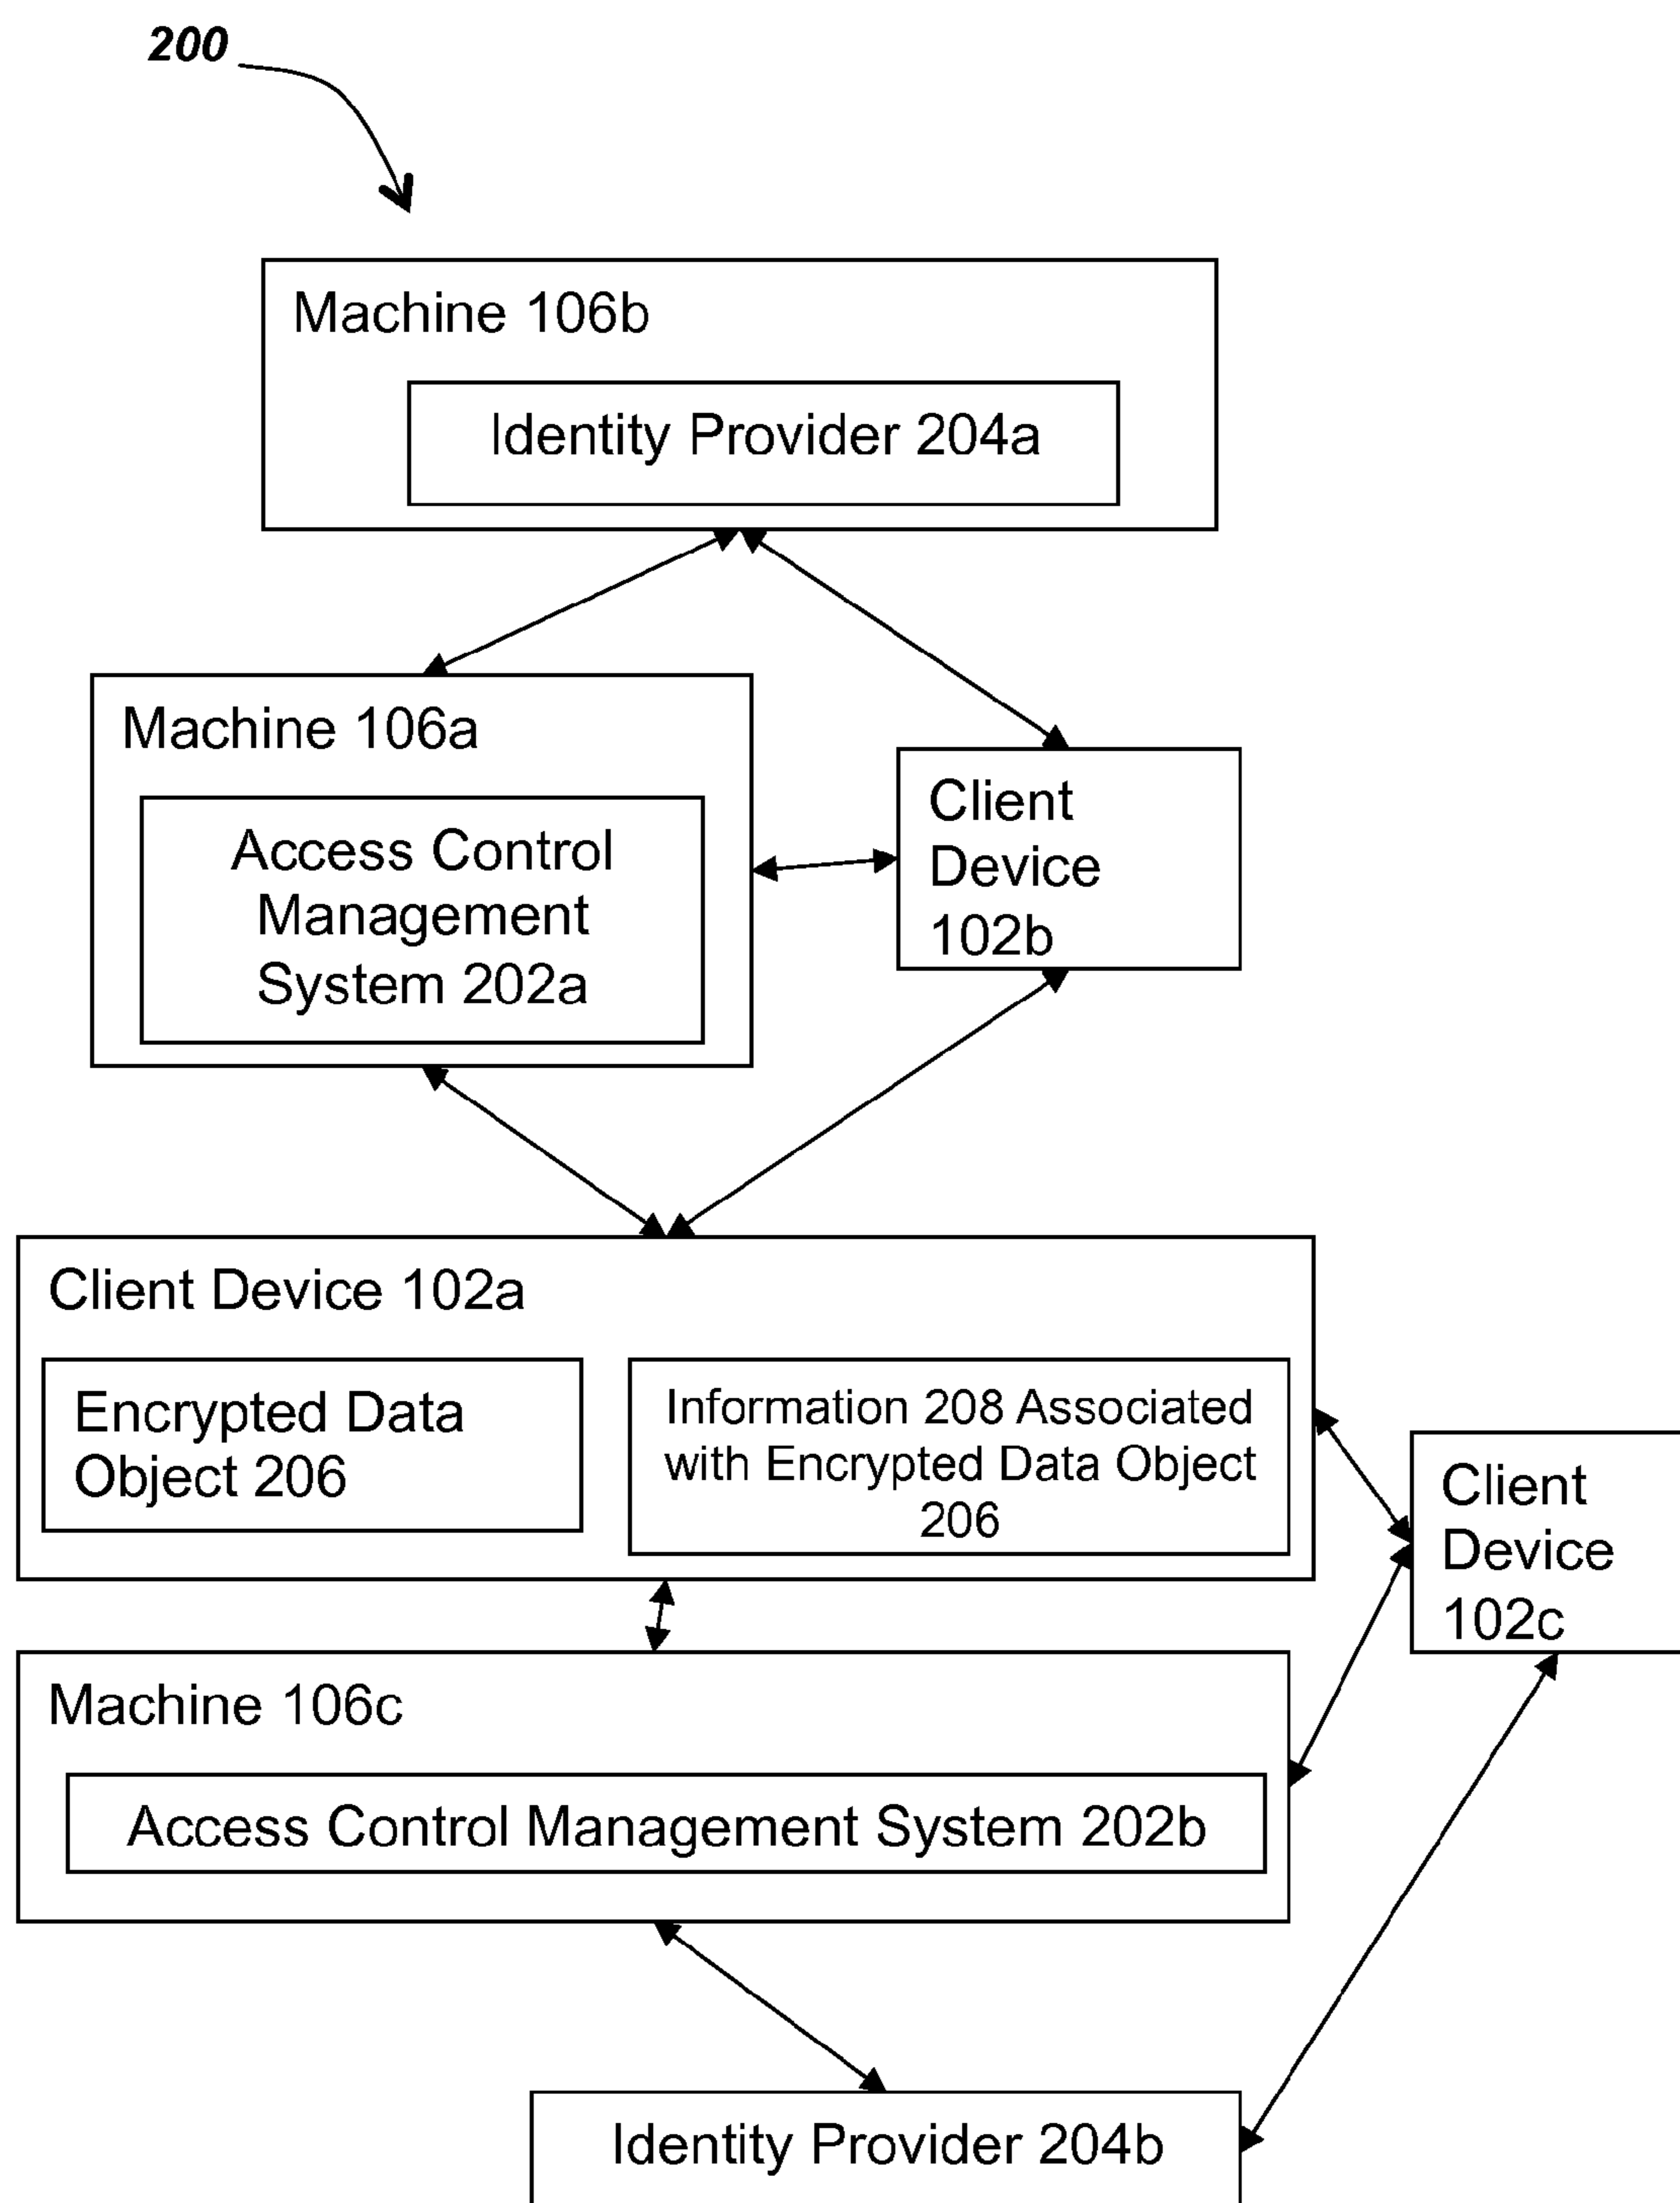 200
Machine 106b
Identity Provider 204a
Machine 106a
Access Control
Management
System 202a
Client
Device
102b
Client Device 102a
Encrypted Data
Object 206
Information 208 Associated
with Encrypted Data Object
206
Client
Device
102c
Machine 106c
Access Control Management System 202b
Identity Provider 204b